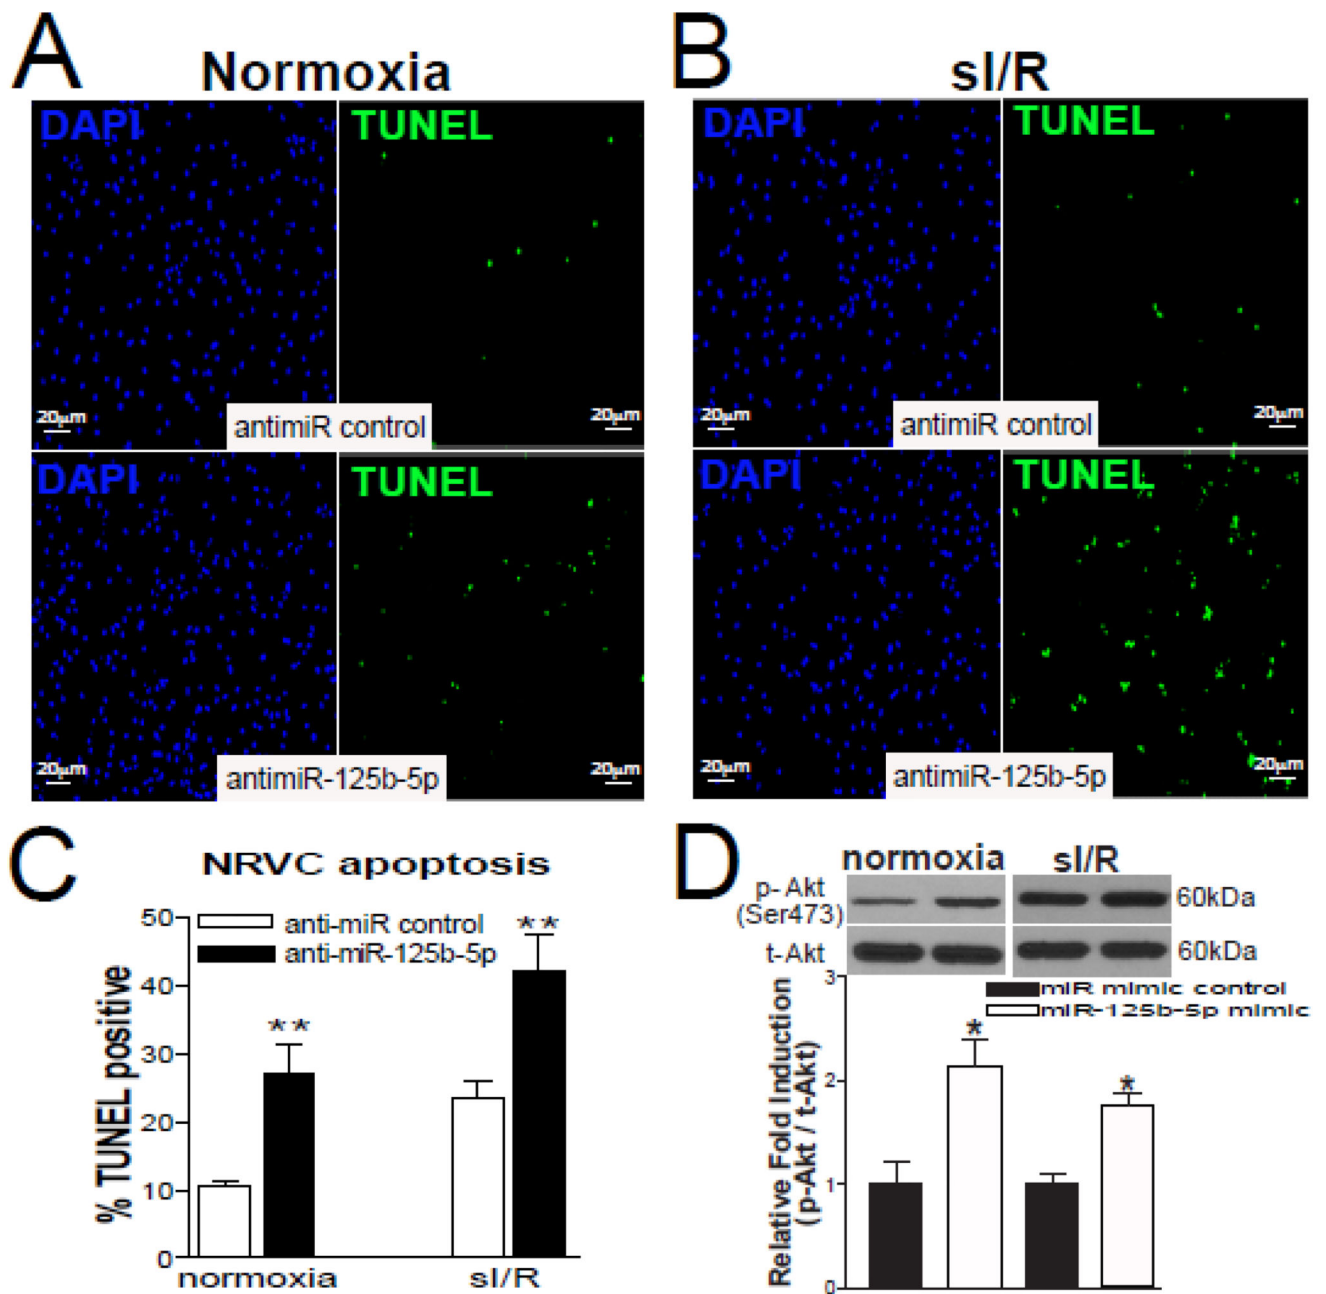 A
Normoxia
DAPI
TUNEL
20μm
20μm
antimiR control
DAPI
TUNEL
20μm
20μm
antimiR-125b-5p
B
sI/R
DAPI
TUNEL
20μm
20μm
antimiR control
DAPI
TUNEL
20μm
20μm
antimiR-125b-5p
C
NRVC apoptosis
anti-miR control
anti-miR-125b-5p
% TUNEL positive
50
40
30
20
10
0
**
**
normoxia
sI/R
D
normoxia
sI/R
p- Akt
(Ser473)
60kDa
t-Akt
60kDa
miR mimic control
miR-125b-5p mimic
Relative Fold Induction
(p-Akt / t-Akt)
3
2
1
0
*
*